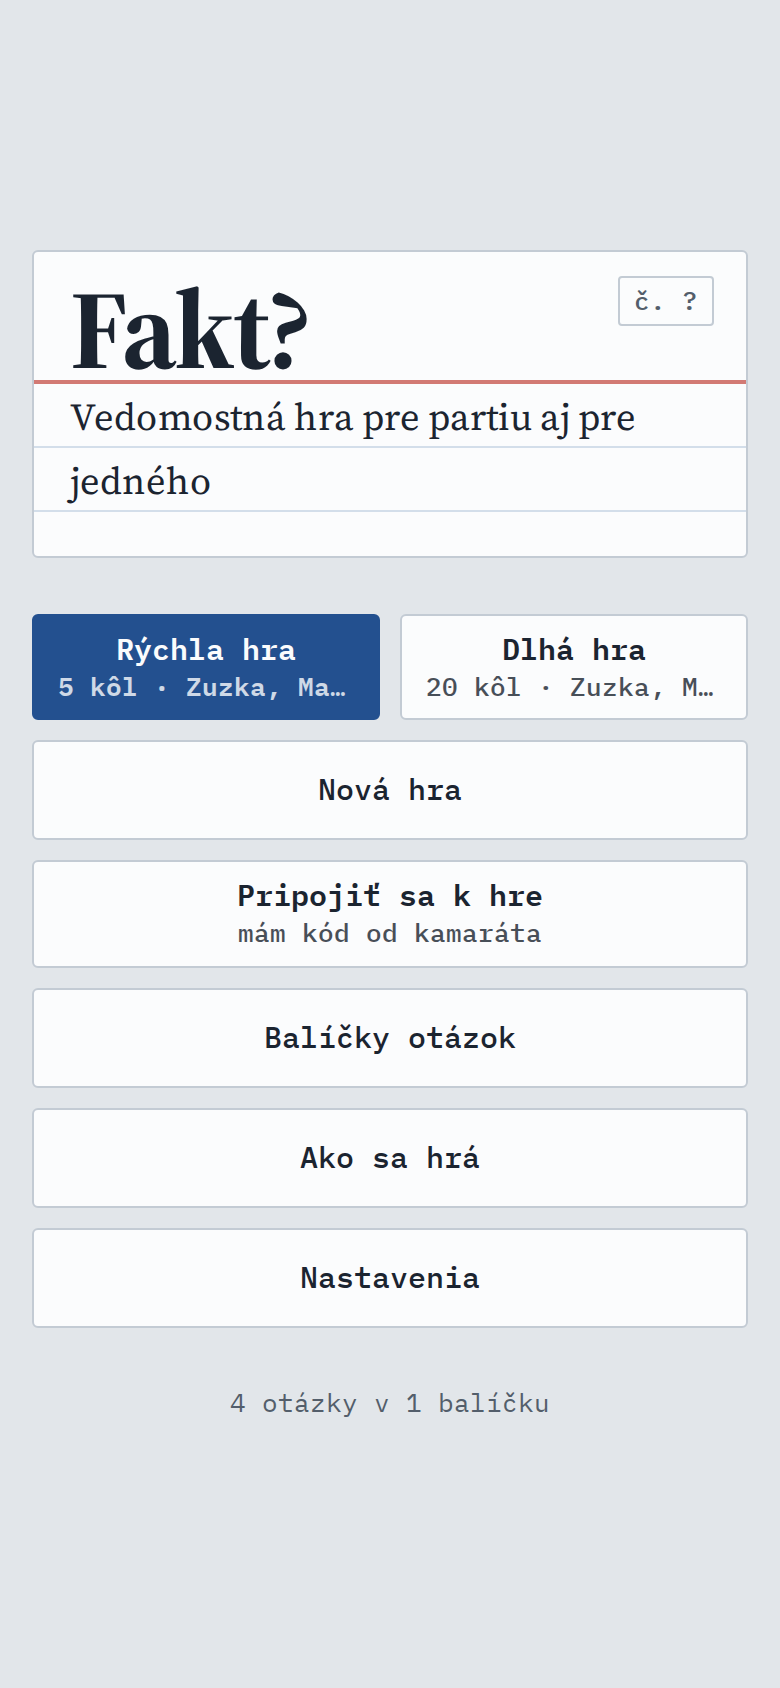 Fakt?
č. ?
Vedomostná hra pre partiu aj pre
jedného
Rýchla hra
5 kôl · Zuzka, Ma…
Dlhá hra
20 kôl · Zuzka, M…
Nová hra
Pripojiť sa k hre
mám kód od kamaráta
Balíčky otázok
Ako sa hrá
Nastavenia
4 otázky v 1 balíčku